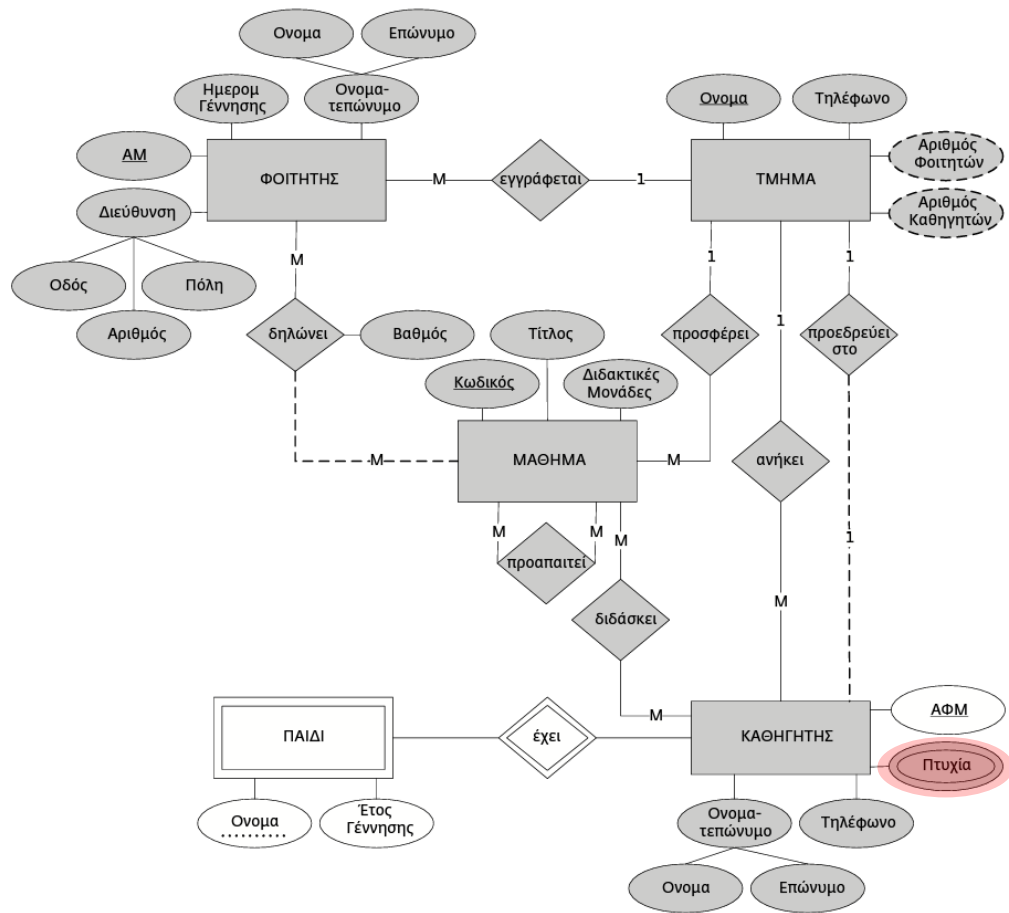 Ονομα
Επώνυμο
Ημερομ
Γέννησης
Ονομα-
τεπώνυμο
Ονομα
Τηλέφωνο
ΑΜ
ΦΟΙΤΗΤΗΣ
Μ
εγγράφεται
1
ΤΜΗΜΑ
Αριθμός
Φοιτητών
Αριθμός
Καθηγητών
Διεύθυνση
Οδός
Πόλη
Αριθμός
Μ
1
1
δηλώνει
Βαθμός
Τίτλος
προσφέρει
1
προεδρεύει
στο
Κωδικός
Διδακτικές
Μονάδες
Μ
ΜΑΘΗΜΑ
Μ
ανήκει
Μ
Μ
Μ
1
προαπαιτεί
διδάσκει
Μ
ΠΑΙΔΙ
έχει
Μ
ΚΑΘΗΓΗΤΗΣ
ΑΦΜ
Πτυχία
Ονομα
Έτος
Γέννησης
Ονομα-
τεπώνυμο
Τηλέφωνο
Ονομα
Επώνυμο